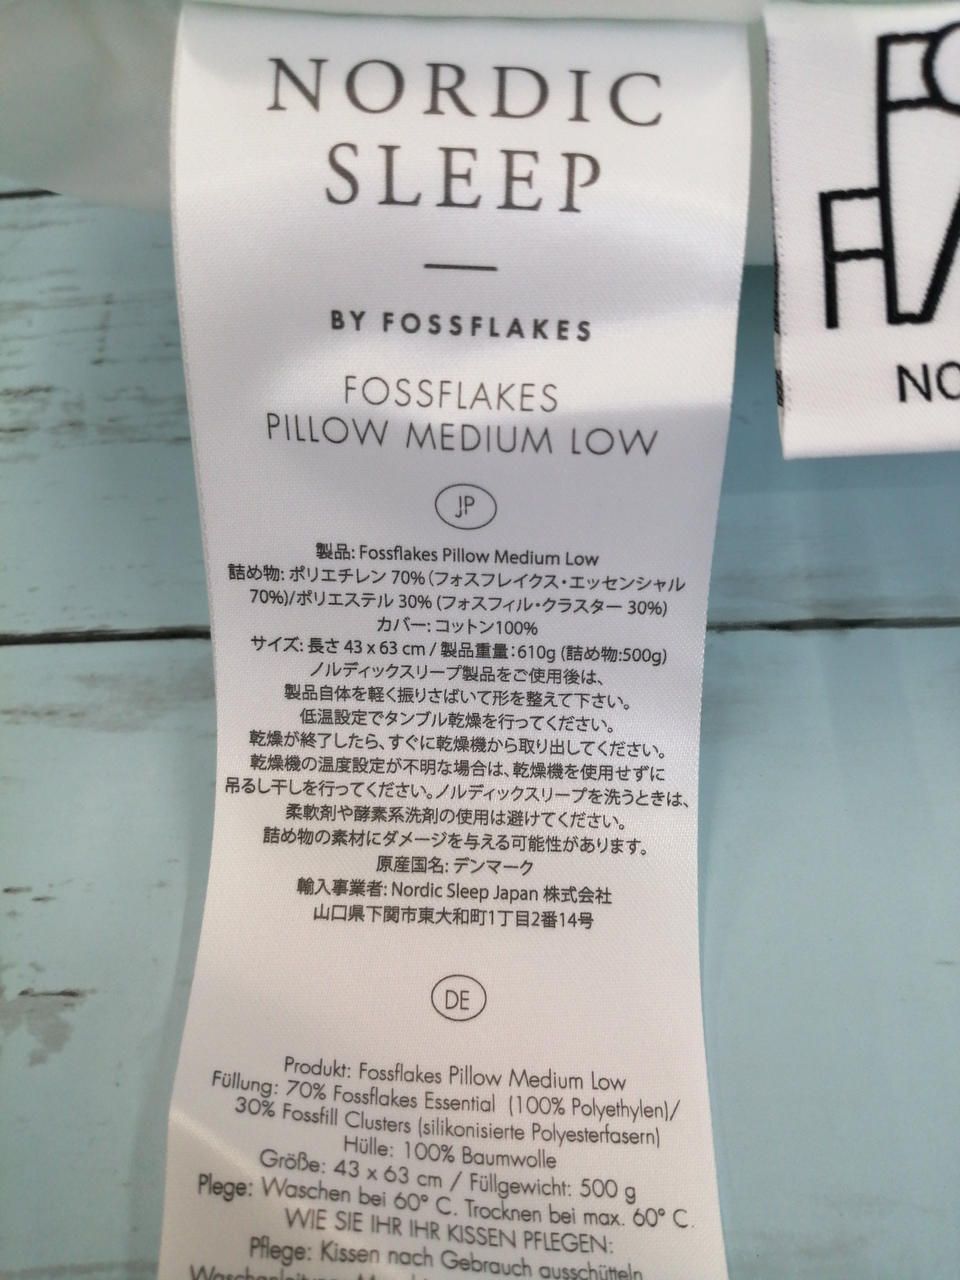 NORDIC
SLEEP
BY FOSSFLAKES
FOSSFLAKES
PILLOW MEDIUM LOW
JP
製品: Fossflakes Pillow Medium Low
詰め物: ポリエチレン 70% (フォスフレイクス・エッセンシャル
70%)/ポリエステル 30% (フォスフィル・クラスター 30%)
カバー: コットン100%
サイズ: 長さ 43 x 63 cm / 製品重量:610g (詰め物:500g)
ノルディックスリープ製品をご使用後は、
製品自体を軽く振りさばいて形を整えて下さい。
低温設定でタンブル乾燥を行ってください。
乾燥が終了したら、すぐに乾燥機から取り出してください。
乾燥機の温度設定が不明な場合は、乾燥機を使用せずに
吊るし干しを行ってください。ノルディックスリープを洗うときは、
柔軟剤や酵素系洗剤の使用は避けてください。
詰め物の素材にダメージを与える可能性があります。
原産国名: デンマーク
輸入事業者: Nordic Sleep Japan 株式会社
山口県下関市東大和町1丁目2番14号
DE
Produkt: Fossflakes Pillow Medium Low
Füllung: 70% Fossflakes Essential (100% Polyethylen)/
30% Fossfill Clusters (silikonisierte Polyesterfasern)
Hülle: 100% Baumwolle
Größe: 43 x 63 cm / Füllgewicht: 500 g
Plege: Waschen bei 60° C. Trocknen bei max. 60° C.
WIE SIE IHR IHR KISSEN PFLEGEN:
Pflege: Kissen nach Gebrauch ausschütteln
NO